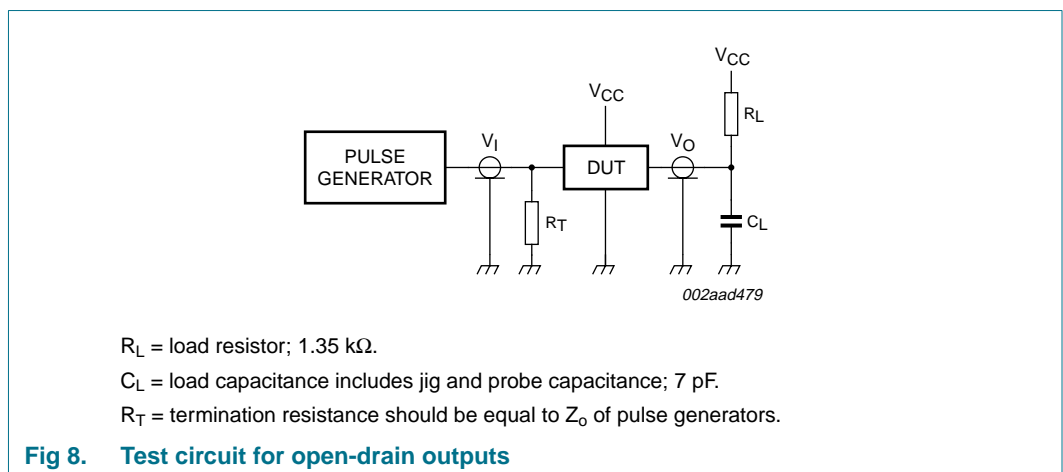 VCC
VCC
RL
VI
VO
PULSE
GENERATOR
DUT
RT
CL
002aad479
RL = load resistor; 1.35 kΩ.
CL = load capacitance includes jig and probe capacitance; 7 pF.
RT = termination resistance should be equal to Zo of pulse generators.
Fig 8. Test circuit for open-drain outputs